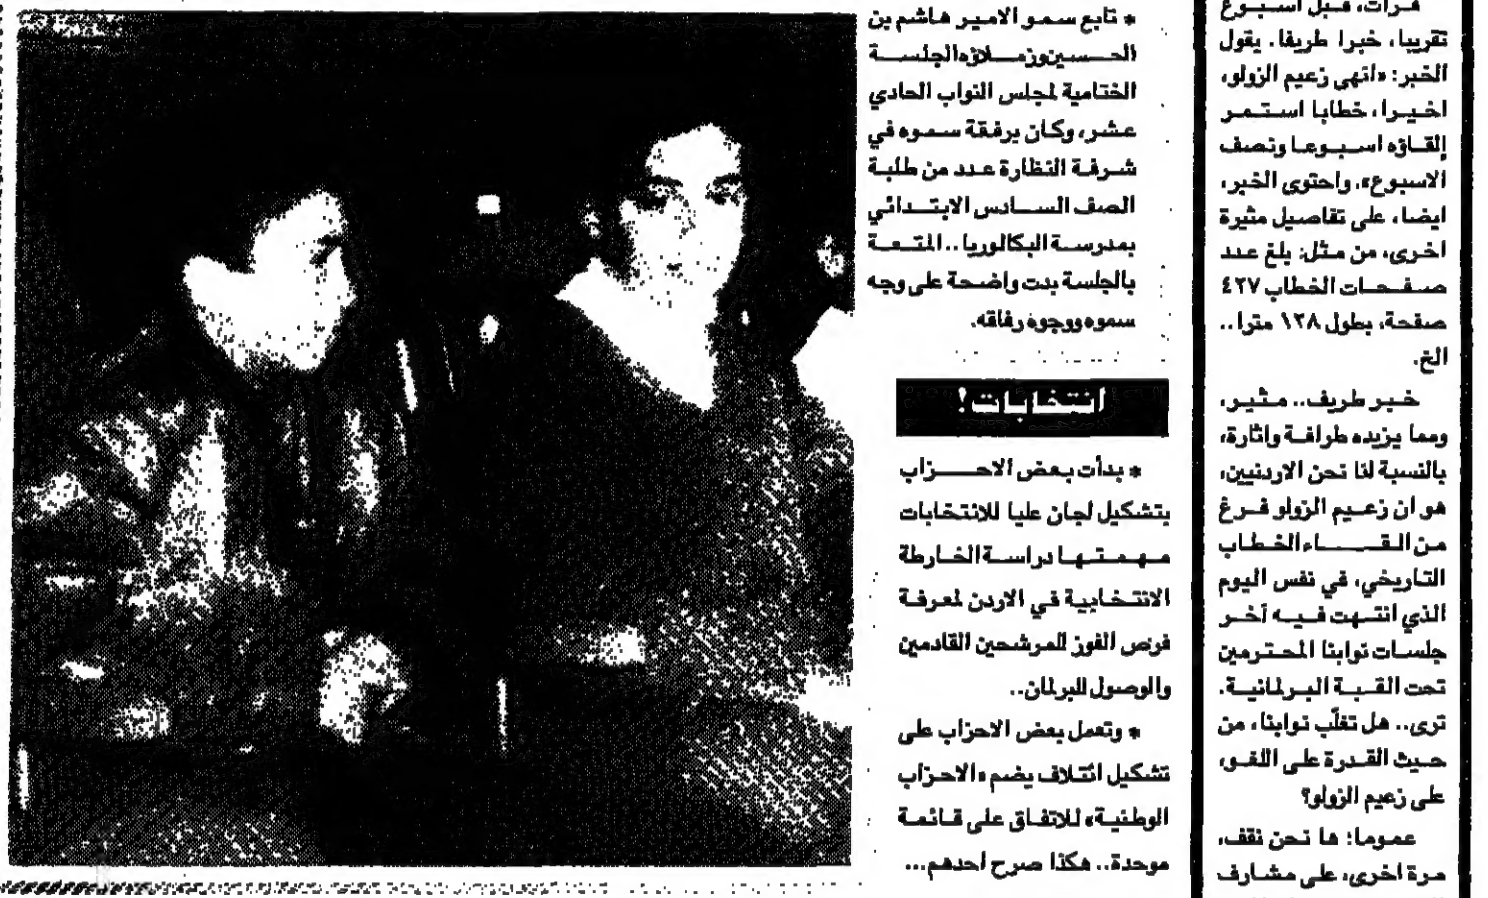 قرأت، قبل اسبوع
تقريبا، خبرا طريفا. يقول
الخبر: «انهى زعيم الزولو،
اخيرا، خطابا استمر
إلقاؤه اسبوعا ونصف
الاسبوع». واحتوى الخبر،
ايضا، على تفاصيل مثيرة
اخرى، من مثل: بلغ عدد
صفحات الخطاب ٤٢٧
صفحة، بطول ١٢٨ مترا..
الخ.
خبر طريف.. مثير،
ومما يزيده طرافة واثارة،
بالنسبة لنا نحن الاردنيين،
هو ان زعيم الزولو فرغ
من القاء الخطاب
التاريخي، في نفس اليوم
الذي انتهت فيه آخر
جلسات نوابنا المحترمين
تحت القبة البرلمانية.
ترى.. هل تغلّب نوابنا، من
حيث القدرة على اللغو،
على زعيم الزولو؟
عموما: ها نحن نقف،
مرة اخرى، على مشارف
* تابع سمو الامير هاشم بن
الحسين وزملاؤه الجلسة
الختامية لمجلس النواب الحادي
عشر، وكان برفقة سموه في
شرفة النظارة عدد من طلبة
الصف السادس الابتدائي
بمدرسة البكالوريا.. المتعة
بالجلسة بدت واضحة على وجه
سموه ووجوه رفاقه.
انتخابات!
* بدأت بعض الاحزاب
بتشكيل لجان عليا للانتخابات
مهمتها دراسة الخارطة
الانتخابية في الاردن لمعرفة
فرص الفوز للمرشحين القادمين
والوصول للبرلمان..
* وتعمل بعض الاحزاب على
تشكيل ائتلاف يضم «الاحزاب
الوطنية» للاتفاق على قائمة
موحدة.. هكذا صرح احدهم...